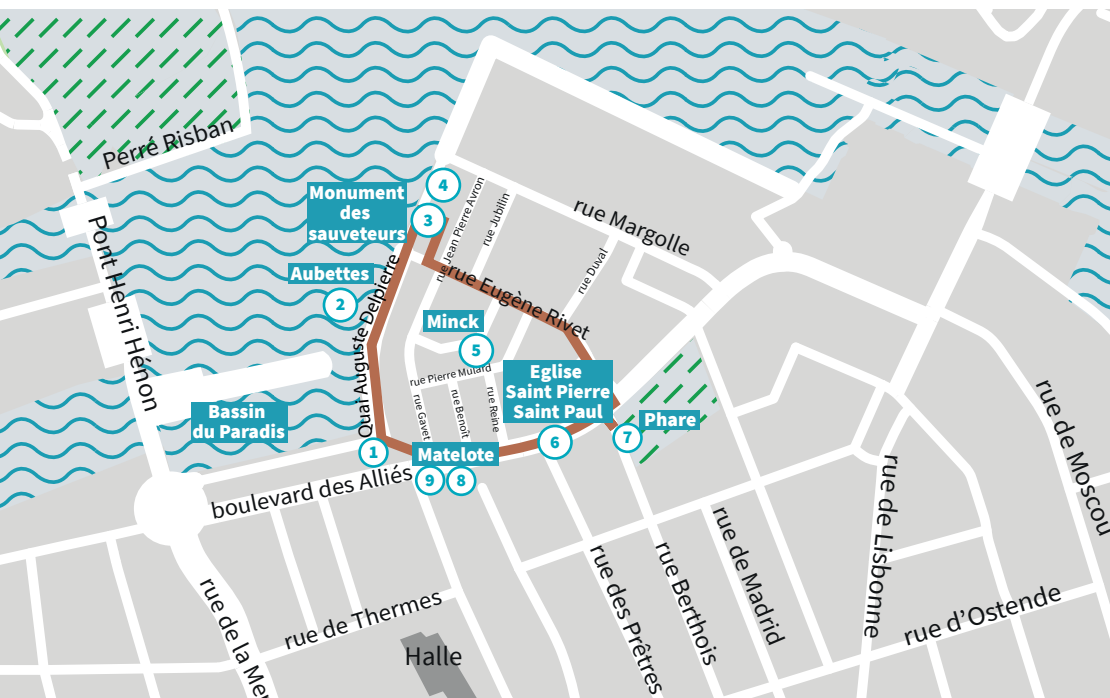 Perré Risban
Monument
des
sauveteurs
4
3
Pont Henri Hénon
rue Jean Pierre Avron
rue Jubilin
rue Margolle
Aubettes
2
Quai Auguste Delpierre
rue Eugène Rivet
rue Duval
Minck
5
rue Pierre Mulard
Eglise
Saint Pierre
Saint Paul
rue Gavet
rue Benoît
rue Reine
Bassin
du Paradis
Phare
7
6
1
Matelote
9
8
boulevard des Alliés
rue de Moscou
rue de Lisbonne
rue de Madrid
rue Berthois
rue des Prêtres
rue d’Ostende
rue de Thermes
rue de la Mer
Halle